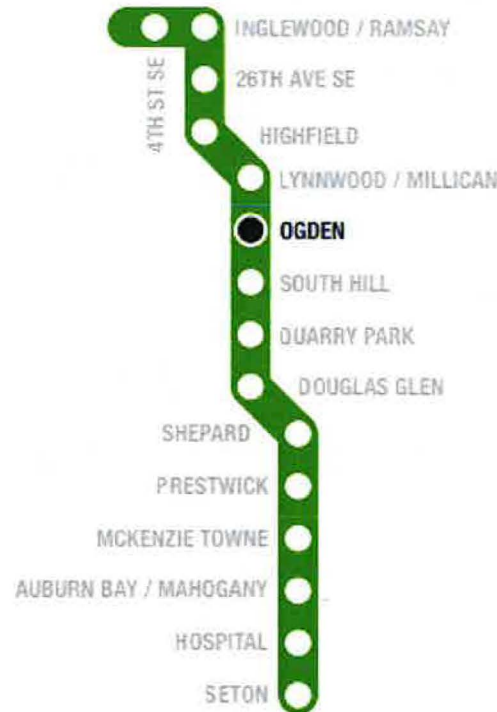 4TH ST SE
INGLEWOOD / RAMSAY
26TH AVE SE
HIGHFIELD
LYNNWOOD / MILLICAN
OGDEN
SOUTH HILL
QUARRY PARK
DOUGLAS GLEN
SHEPARD
PRESTWICK
MCKENZIE TOWNE
AUBURN BAY / MAHOGANY
HOSPITAL
SETON